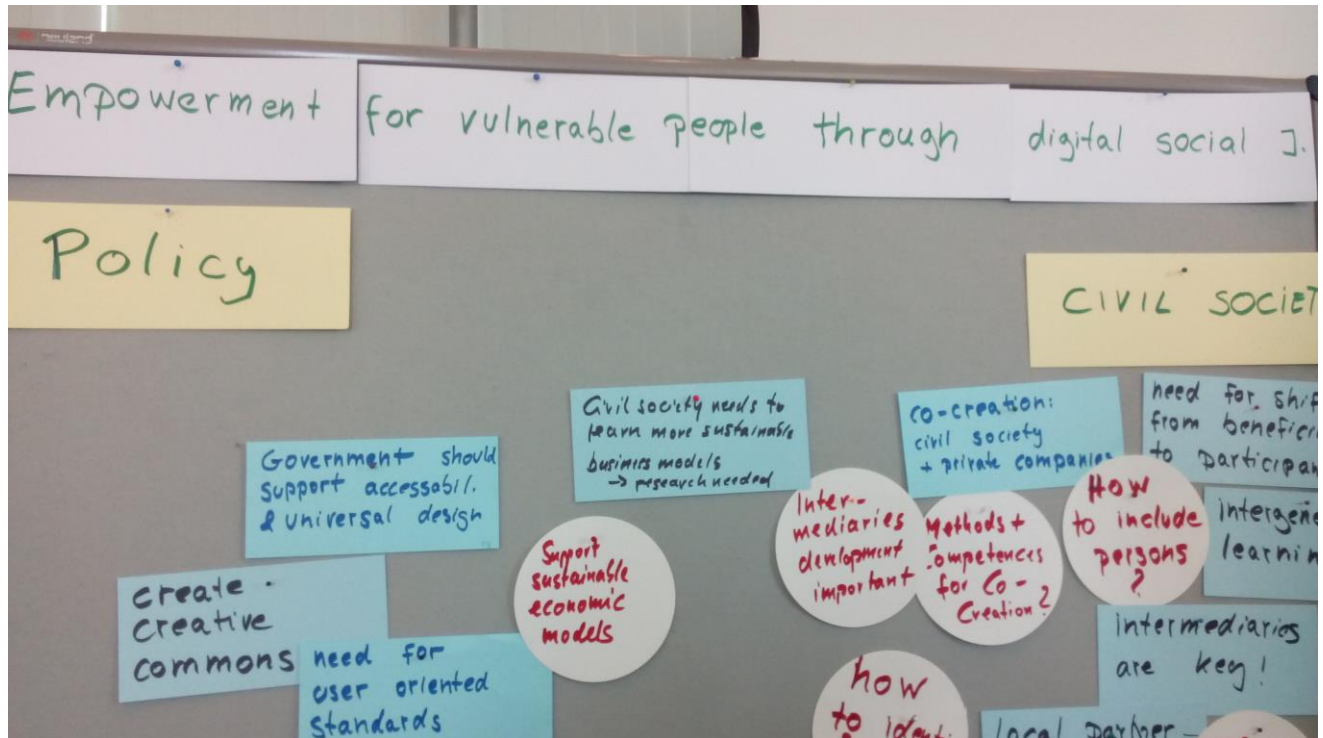 Empowerment for vulnerable people through digital social I.
Policy
CIVIL SOCIET
Civil society needs to
learn more sustainable
business models
→ research needed
Government should
support accessabil.
& universal design
create
creative
commons
need for
user oriented
standards
Support
sustainable
economic
models
Inter-
mediaries
development
important
co-creation:
civil society
+ private companies
Methods +
Competences
for Co-
Creation?
How
to include
persons
?
need for shif
from benefici
to participan
intergene
learnin
intermediaries
are key!
how
to identi
local partner-